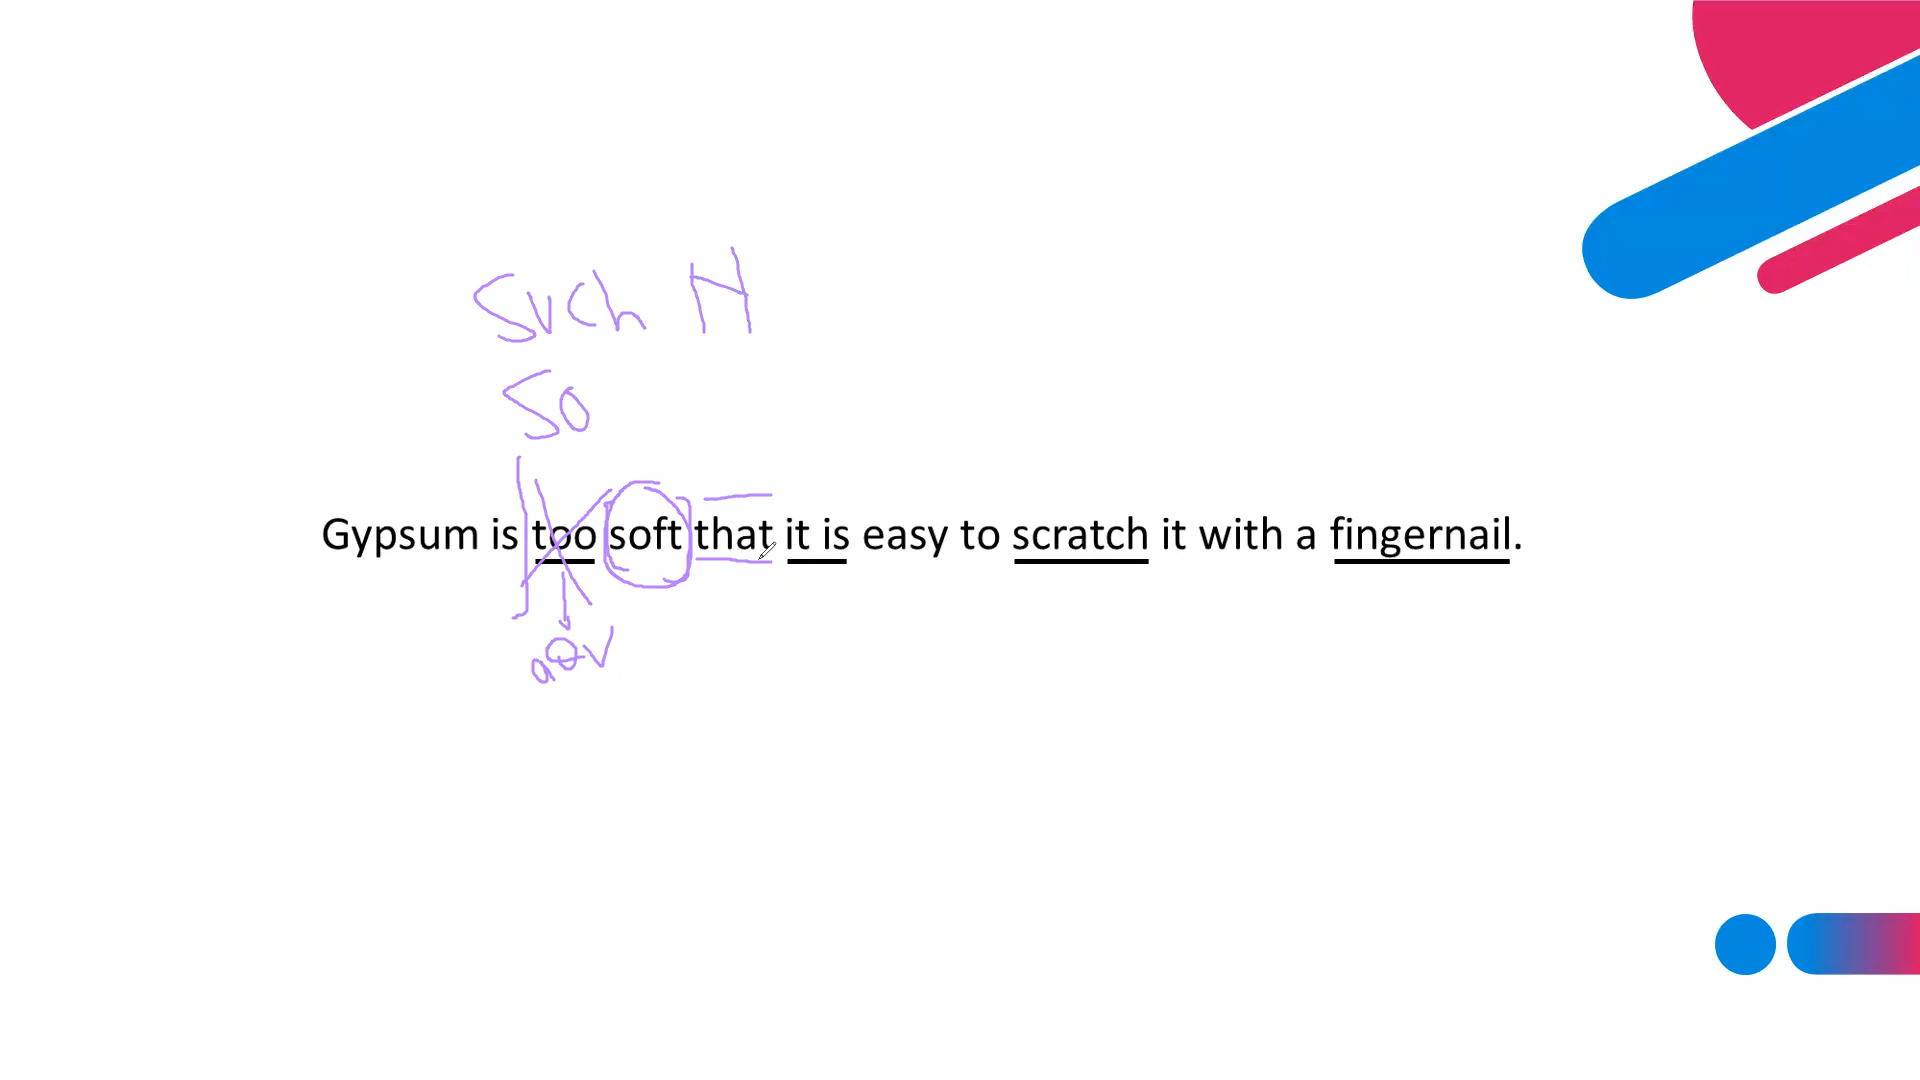 Such N
So
Gypsum is too soft that it is easy to scratch it with a fingernail.
adv